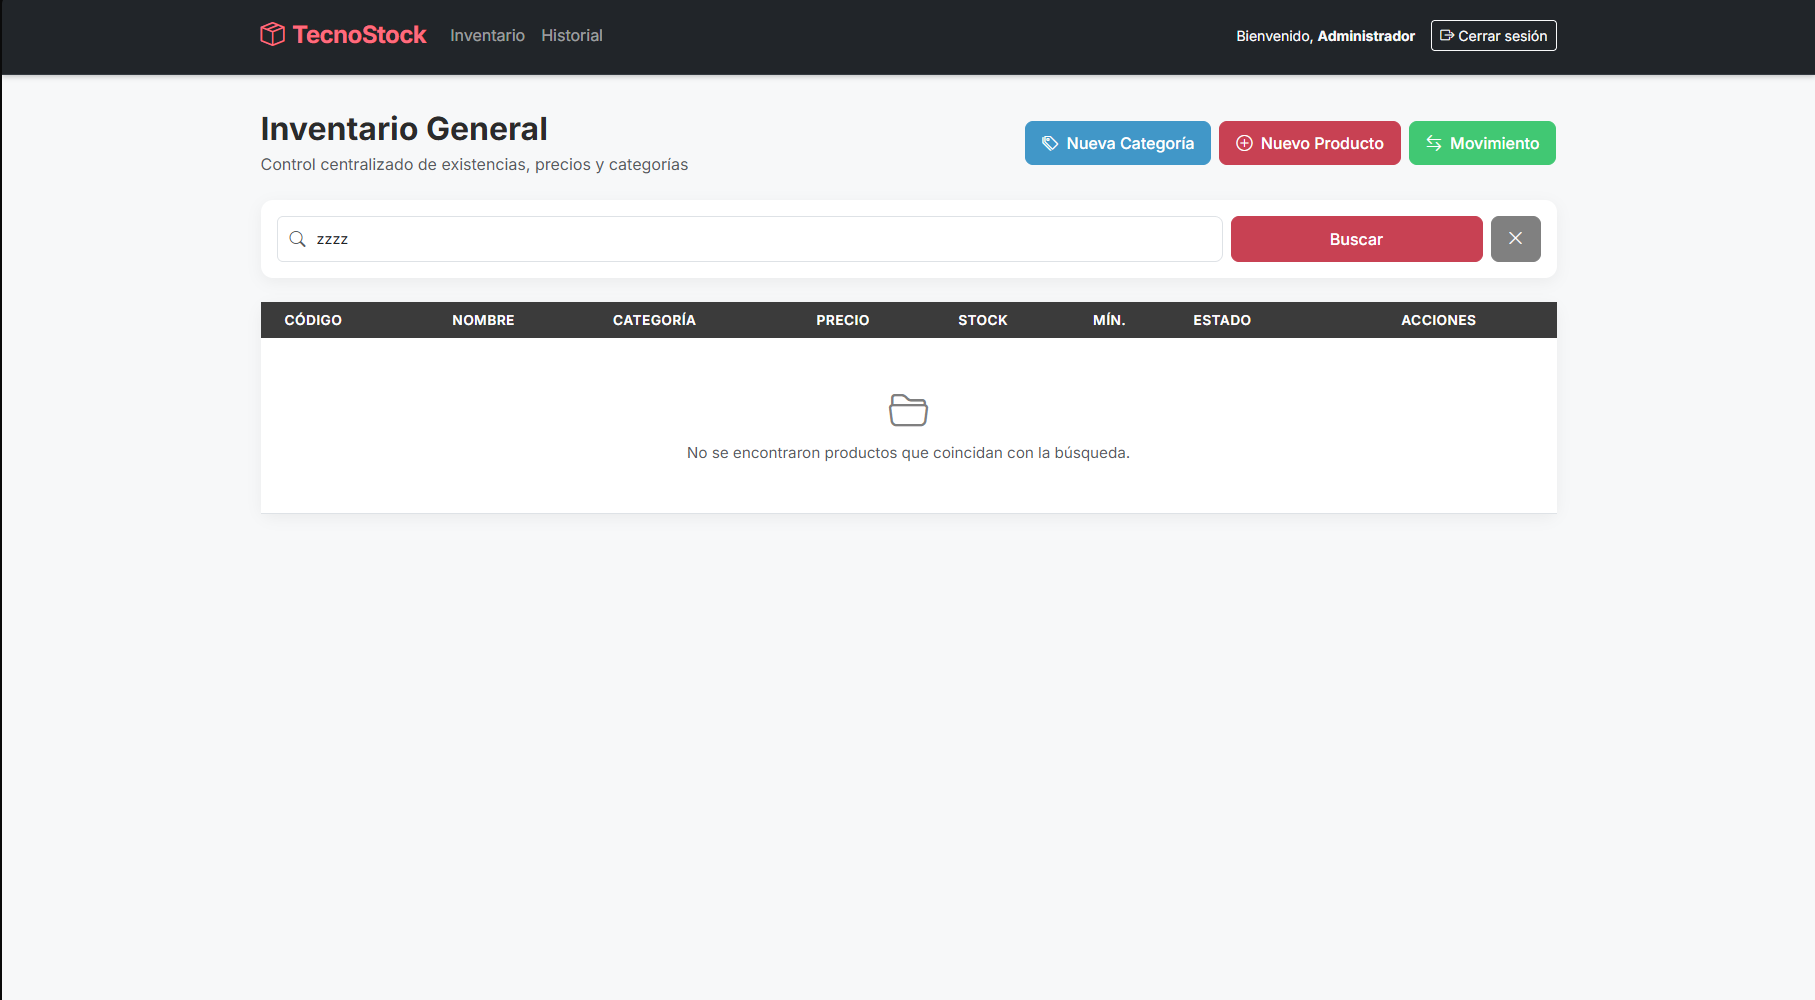 TecnoStock Inventario Historial Bienvenido, Administrador Cerrar sesión
Inventario General
Control centralizado de existencias, precios y categorías
Nueva Categoría Nuevo Producto Movimiento
zzzz Buscar
CÓDIGO NOMBRE CATEGORÍA PRECIO STOCK MÍN. ESTADO ACCIONES
No se encontraron productos que coincidan con la búsqueda.